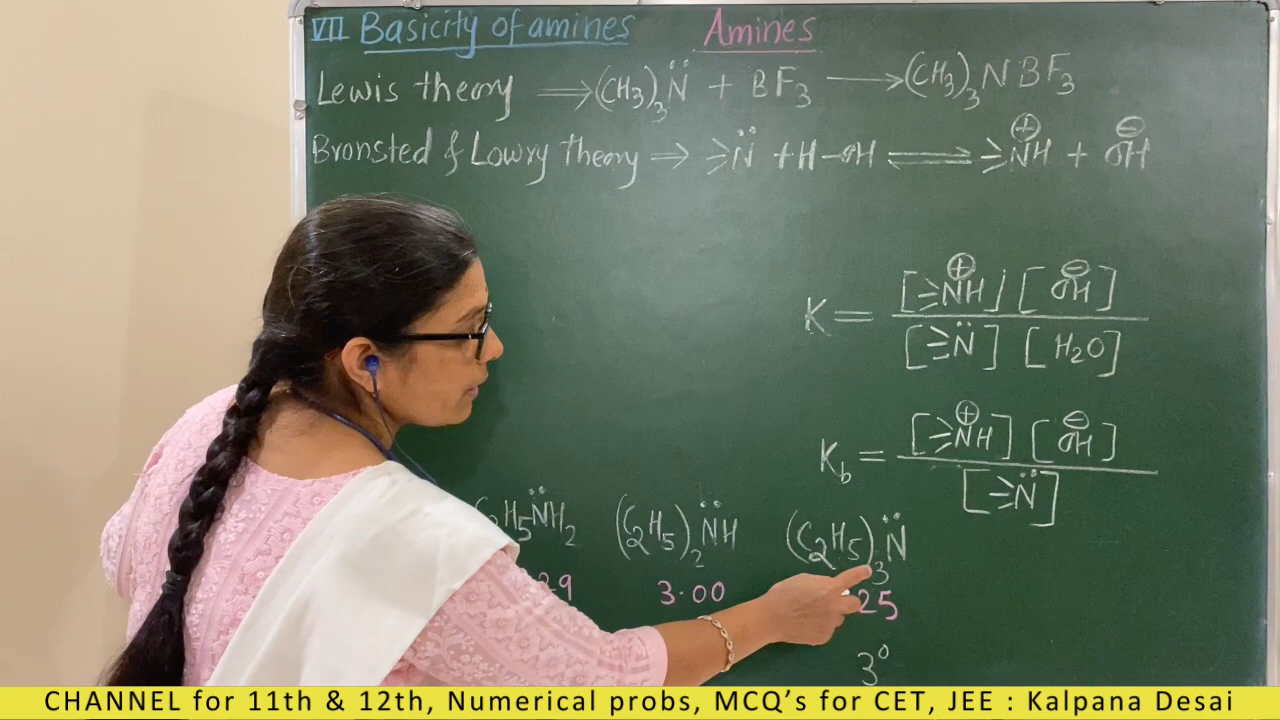 VII Basicity of amines Amines
Lewis theory ⟹ (CH3)3N̈ + BF3 ⟶ (CH3)3NBF3
Bronsted & Lowry theory ⇒ ⪫N̈ + H-OH ⇌ ⪫N⊕H + OH⊖
K = [⪫N⊕H] [OH⊖] / [⪫N̈] [H2O]
Kb = [⪫N⊕H] [OH⊖] / [⪫N̈]
C2H5N̈H2 (C2H5)2N̈H (C2H5)3N̈
29 3.00 25
3°
CHANNEL for 11th & 12th, Numerical probs, MCQ's for CET, JEE : Kalpana Desai